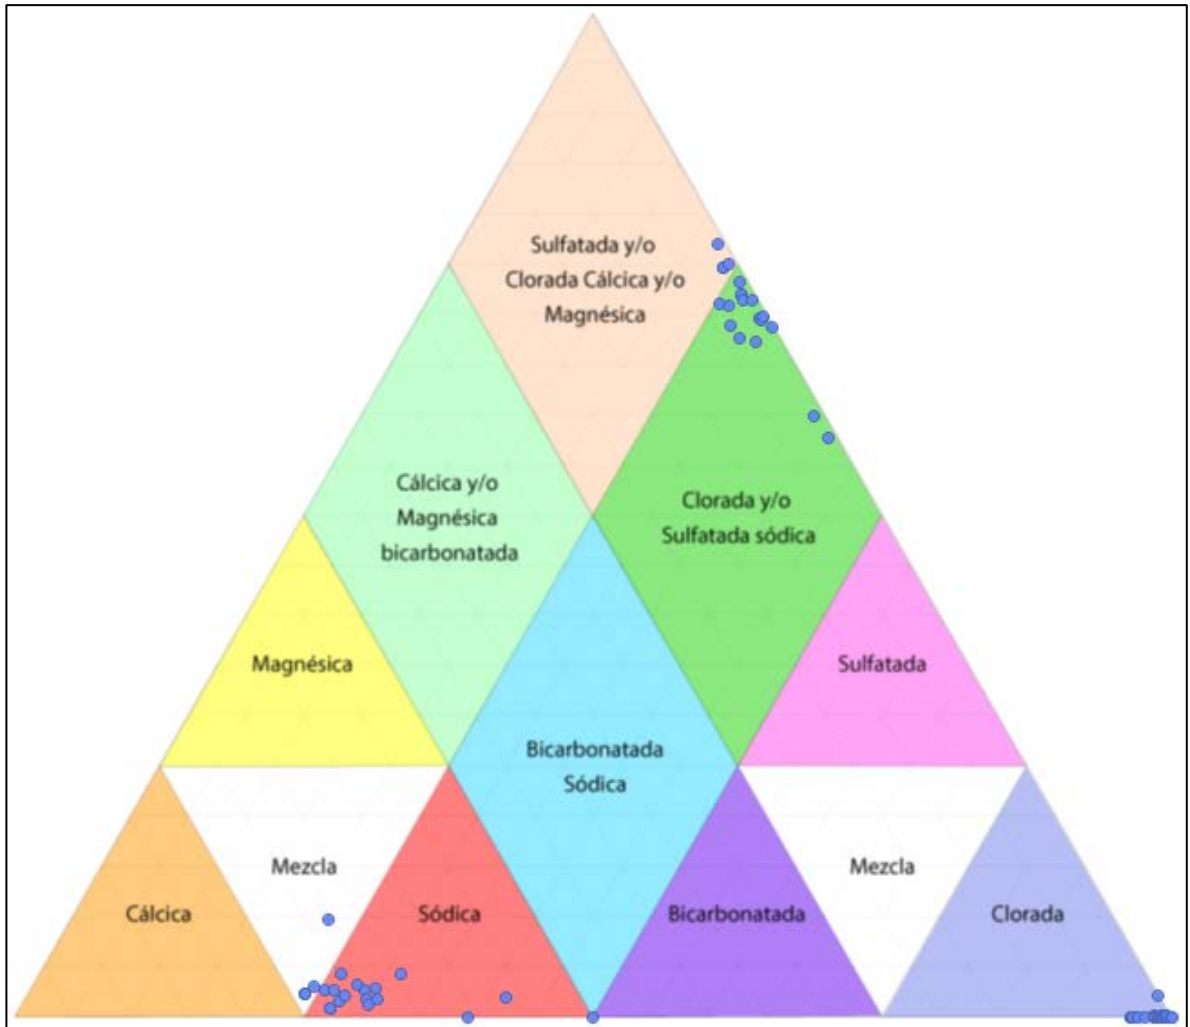 Sulfatada y/o
Clorada Cálcica y/o
Magnésica
Cálcica y/o
Magnésica
bicarbonatada
Clorada y/o
Sulfatada sódica
Magnésica
Sulfatada
Bicarbonatada
Sódica
Mezcla
Mezcla
Cálcica
Sódica
Bicarbonatada
Clorada